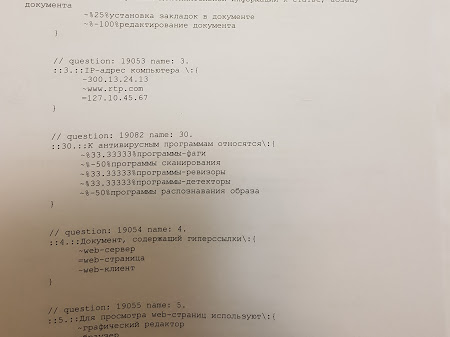 документа
~%25%установка закладок в документе
~%-100%редактирование документа
}
// question: 19053 name: 3.
::3.::IP-адрес компьютера \:{
~300.13.24.13
~www.rtp.com
=127.10.45.67
}
// question: 19082 name: 30.
::30.::К антивирусным программам относятся\:{
~%33.33333%программы-фаги
~%-50%программы сканирования
~%33.33333%программы-ревизоры
~%33.33333%программы-детекторы
~%-50%программы распознавания образа
}
// question: 19054 name: 4.
::4.::Документ, содержащий гиперссылки\:{
~web-сервер
=web-страница
~web-клиент
}
// question: 19055 name: 5.
::5.::Для просмотра web-страниц используют\:{
~графический редактор